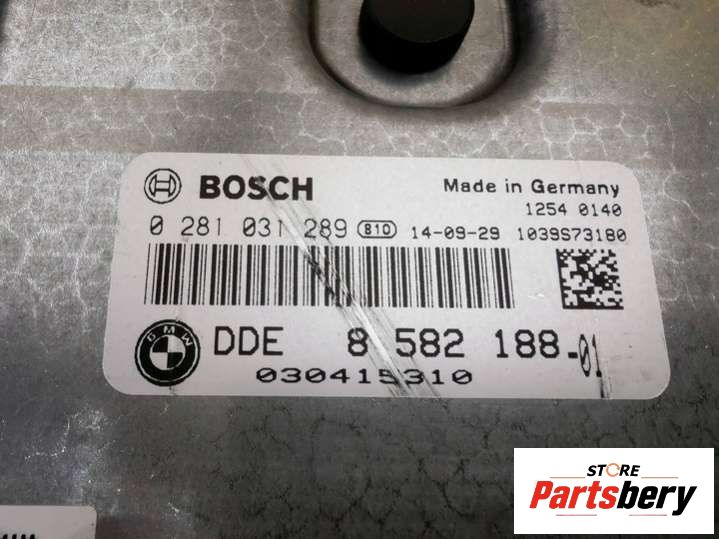 BOSCH
Made in Germany
1254 0140
0 281 031 289 810 14-09-29 1039S73180
BMW DDE 8 582 188-01
030415310
STORE
Partsbery